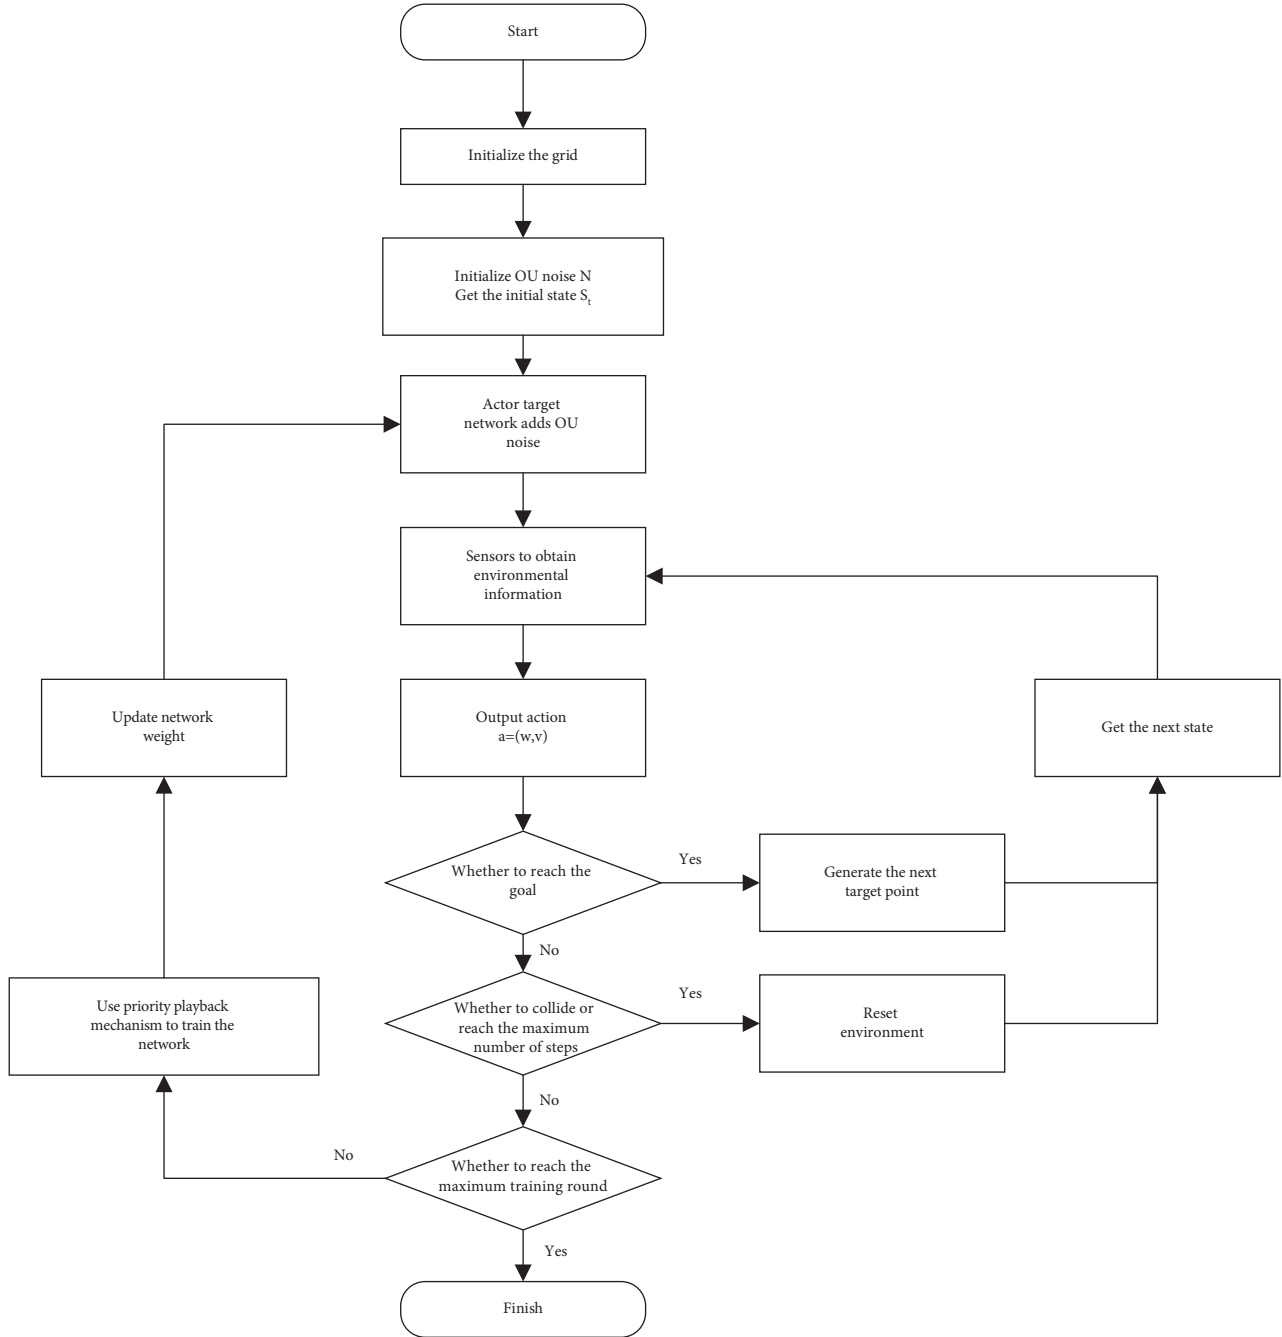 Start
Initialize the grid
Initialize OU noise N
Get the initial state St
Actor target
network adds OU
noise
Sensors to obtain
environmental
information
Update network
weight
Output action
a=(w,v)
Get the next state
Whether to reach the
goal
Yes
Generate the next
target point
No
Use priority playback
mechanism to train the
network
Whether to collide or
reach the maximum
number of steps
Yes
Reset
environment
No
No
Whether to reach the
maximum training round
Yes
Finish